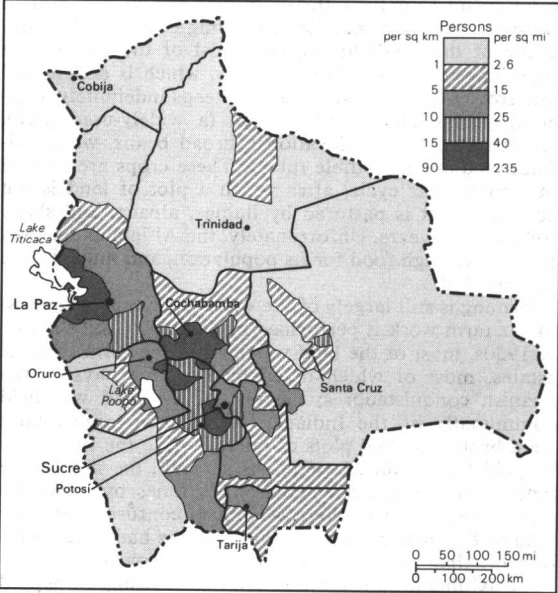 Persons
per sq km per sq mi
1 2.6
5 15
10 25
15 40
90 235
Cobija
Trinidad
Lake
Titicaca
La Paz
Cochabamba
Oruro
Lake
Poopó
Santa Cruz
Sucre
Potosí
Tarija
0 50 100 150 mi
0 100 200 km